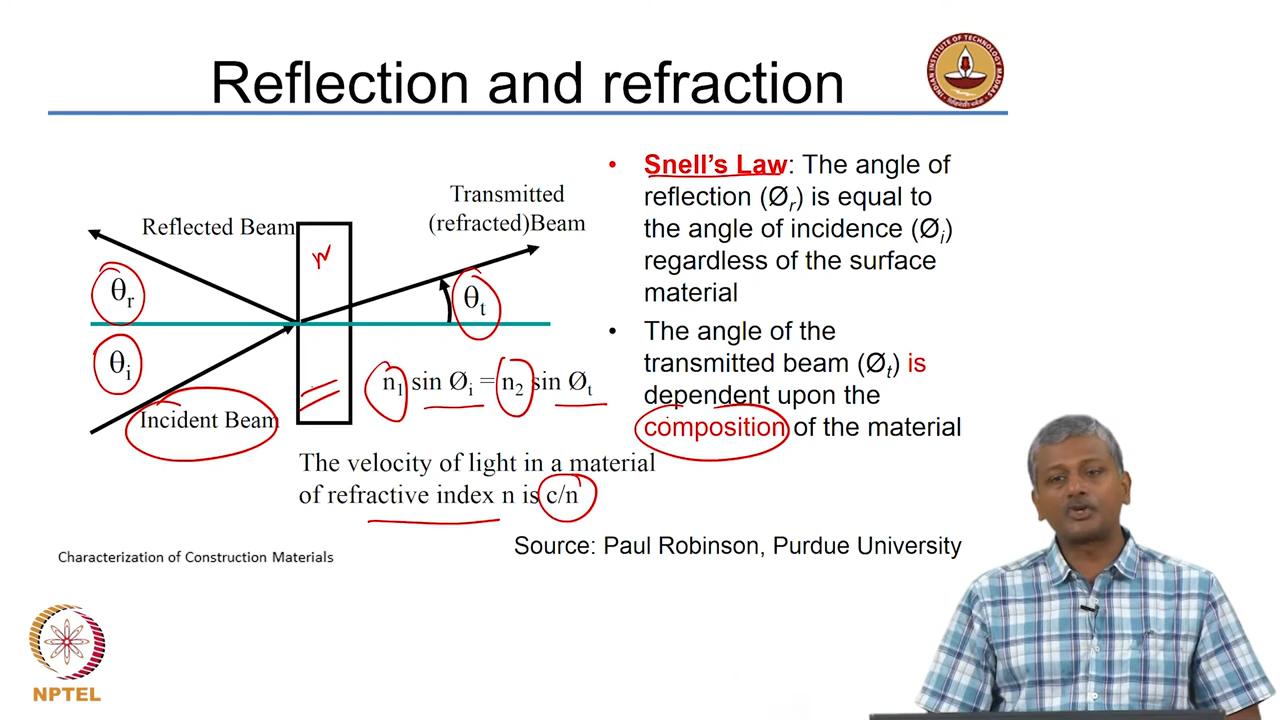 Reflection and refraction
Reflected Beam
Transmitted
(refracted)Beam
n
θr
θi
θt
Incident Beam
n1 sin Øi = n2 sin Øt
The velocity of light in a material
of refractive index n is c/n
• Snell's Law: The angle of
reflection (Ør) is equal to
the angle of incidence (Øi)
regardless of the surface
material
• The angle of the
transmitted beam (Øt) is
dependent upon the
composition of the material
Source: Paul Robinson, Purdue University
Characterization of Construction Materials
NPTEL